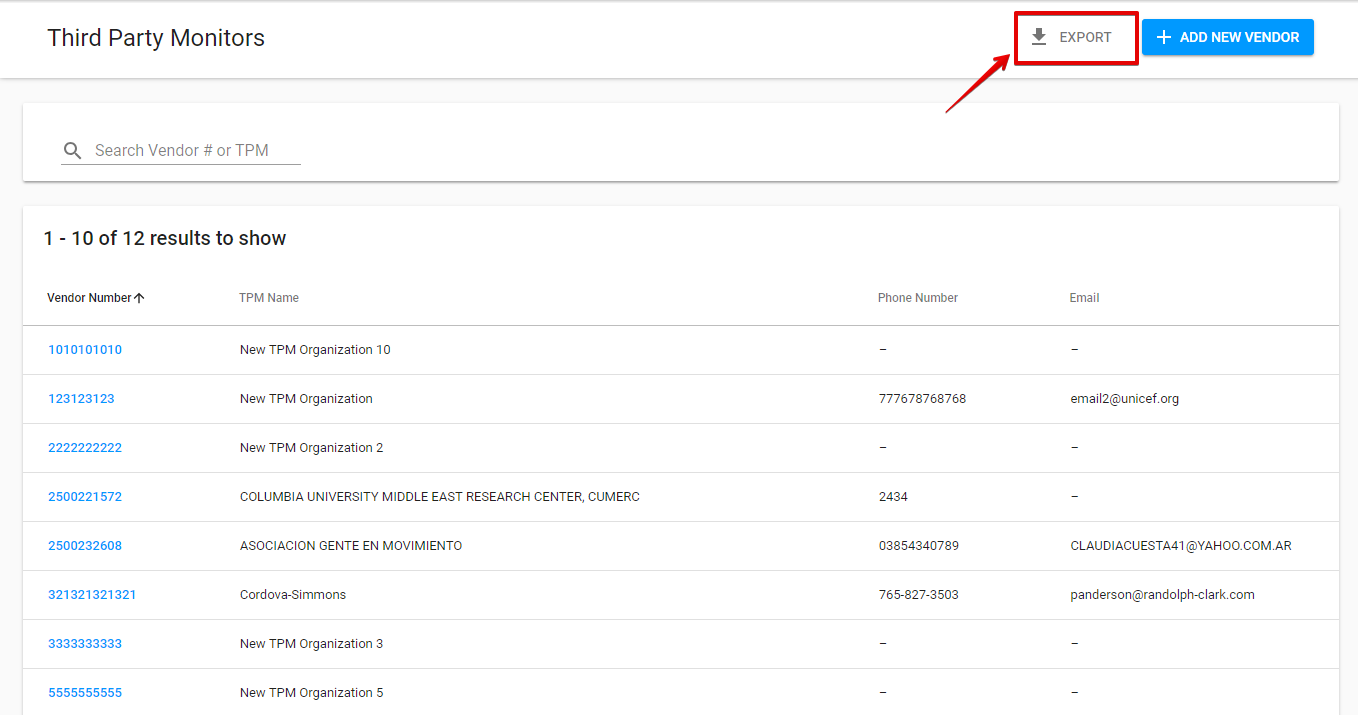 Third Party Monitors
EXPORT
ADD NEW VENDOR
Search Vendor # or TPM
1 - 10 of 12 results to show
Vendor Number TPM Name Phone Number Email
1010101010 New TPM Organization 10 – –
123123123 New TPM Organization 777678768768 email2@unicef.org
2222222222 New TPM Organization 2 – –
2500221572 COLUMBIA UNIVERSITY MIDDLE EAST RESEARCH CENTER, CUMERC 2434 –
2500232608 ASOCIACION GENTE EN MOVIMIENTO 03854340789 CLAUDIACUESTA41@YAHOO.COM.AR
321321321321 Cordova-Simmons 765-827-3503 panderson@randolph-clark.com
3333333333 New TPM Organization 3 – –
5555555555 New TPM Organization 5 – –